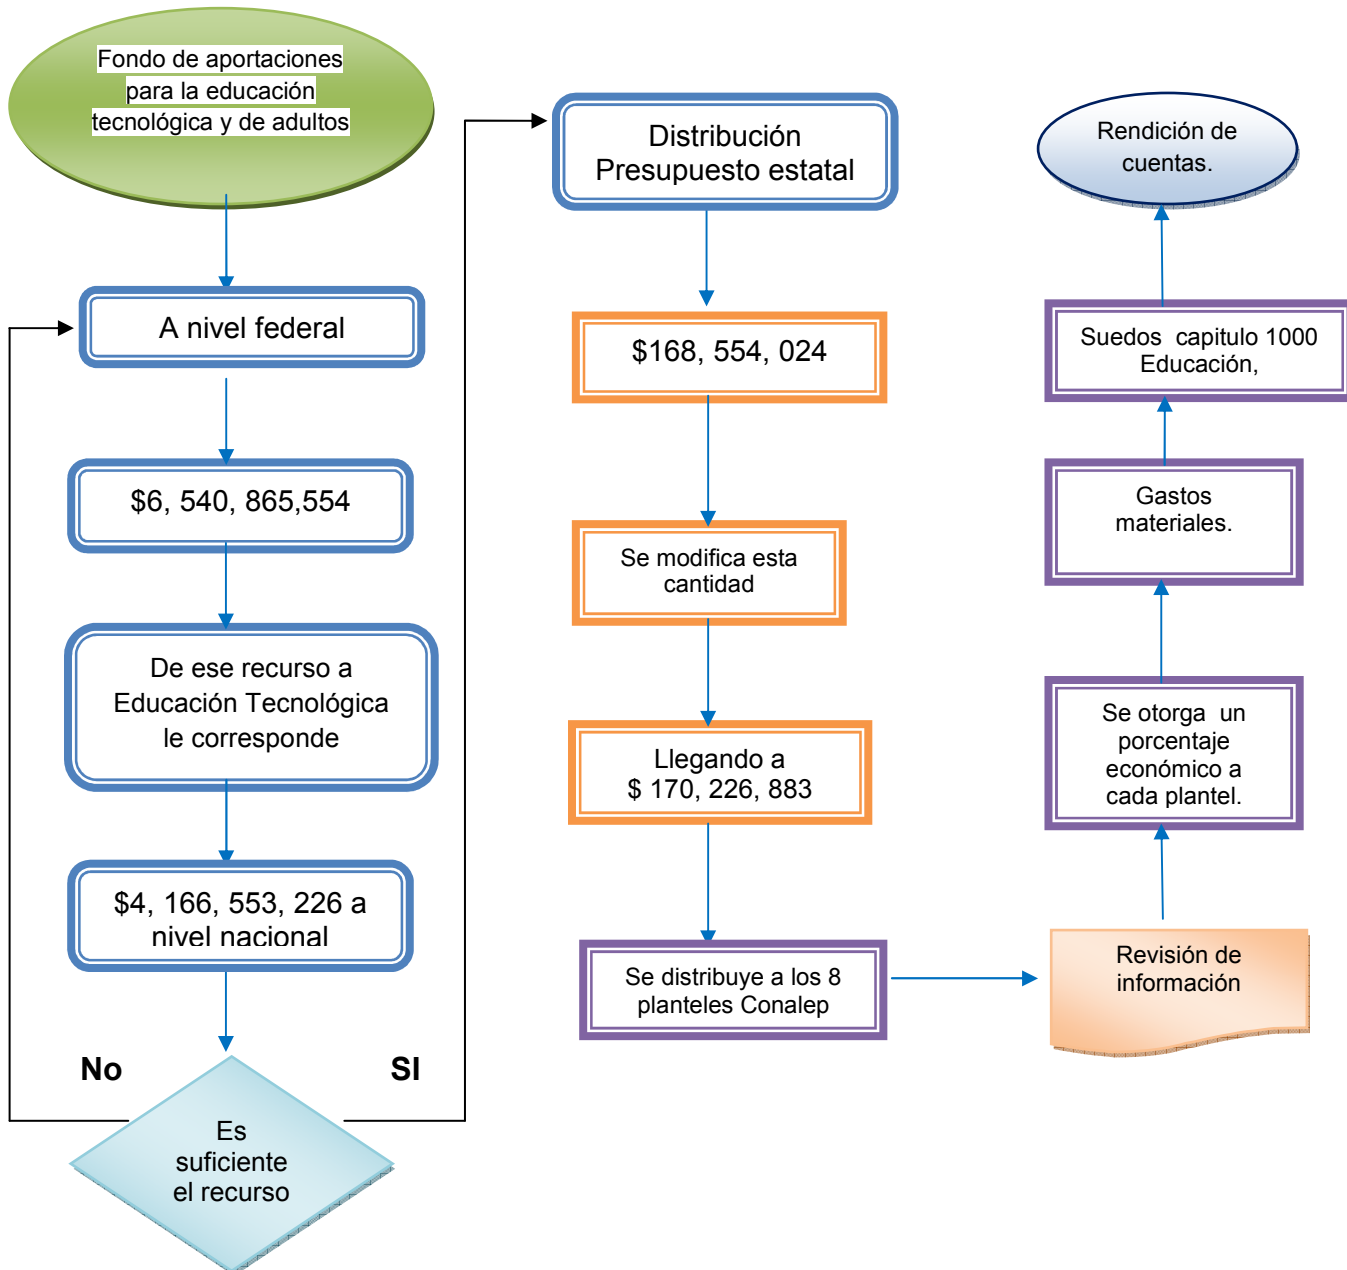 Fondo de aportaciones
para la educación
tecnológica y de adultos
A nivel federal
$6, 540, 865,554
De ese recurso a
Educación Tecnológica
le corresponde
$4, 166, 553, 226 a
nivel nacional
No
SI
Es
suficiente
el recurso
Distribución
Presupuesto estatal
$168, 554, 024
Se modifica esta
cantidad
Llegando a
$ 170, 226, 883
Se distribuye a los 8
planteles Conalep
Revisión de
información
Se otorga un
porcentaje
económico a
cada plantel.
Gastos
materiales.
Suedos capitulo 1000
Educación,
Rendición de
cuentas.